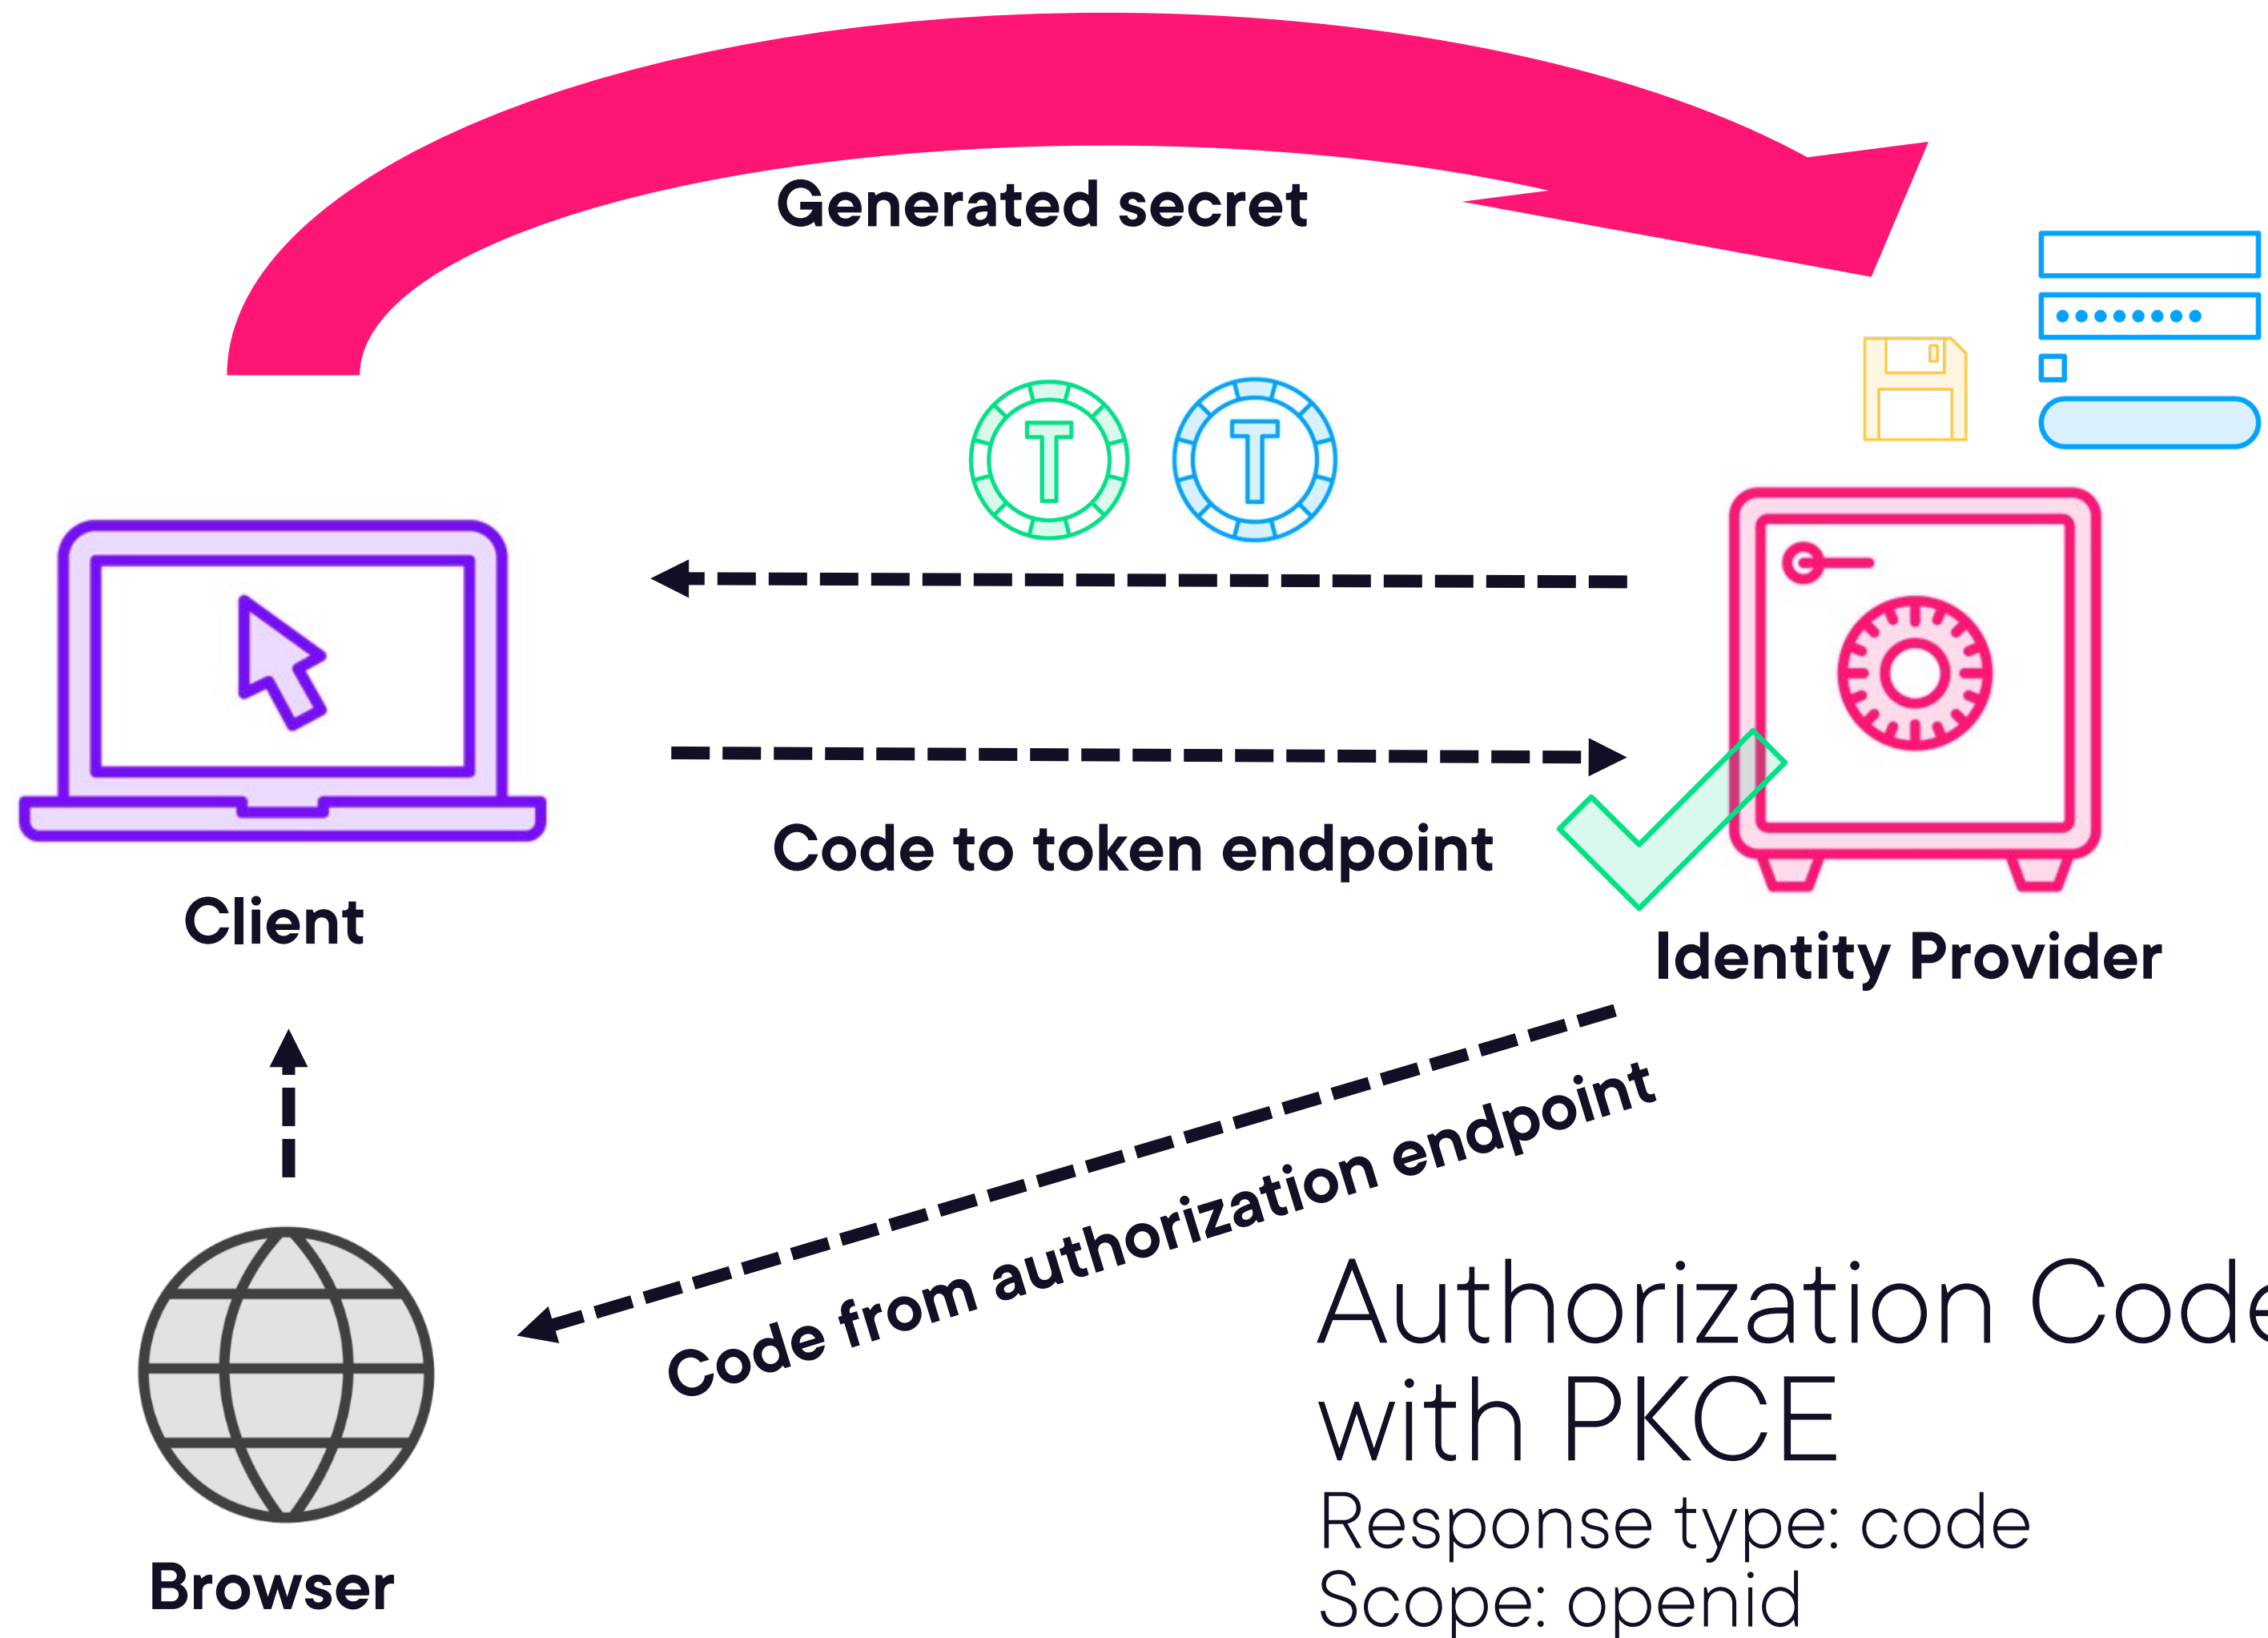 Generated secret
T T
Code to token endpoint
Client
Identity Provider
Code from authorization endpoint
Authorization Code
with PKCE
Response type: code
Scope: openid
Browser